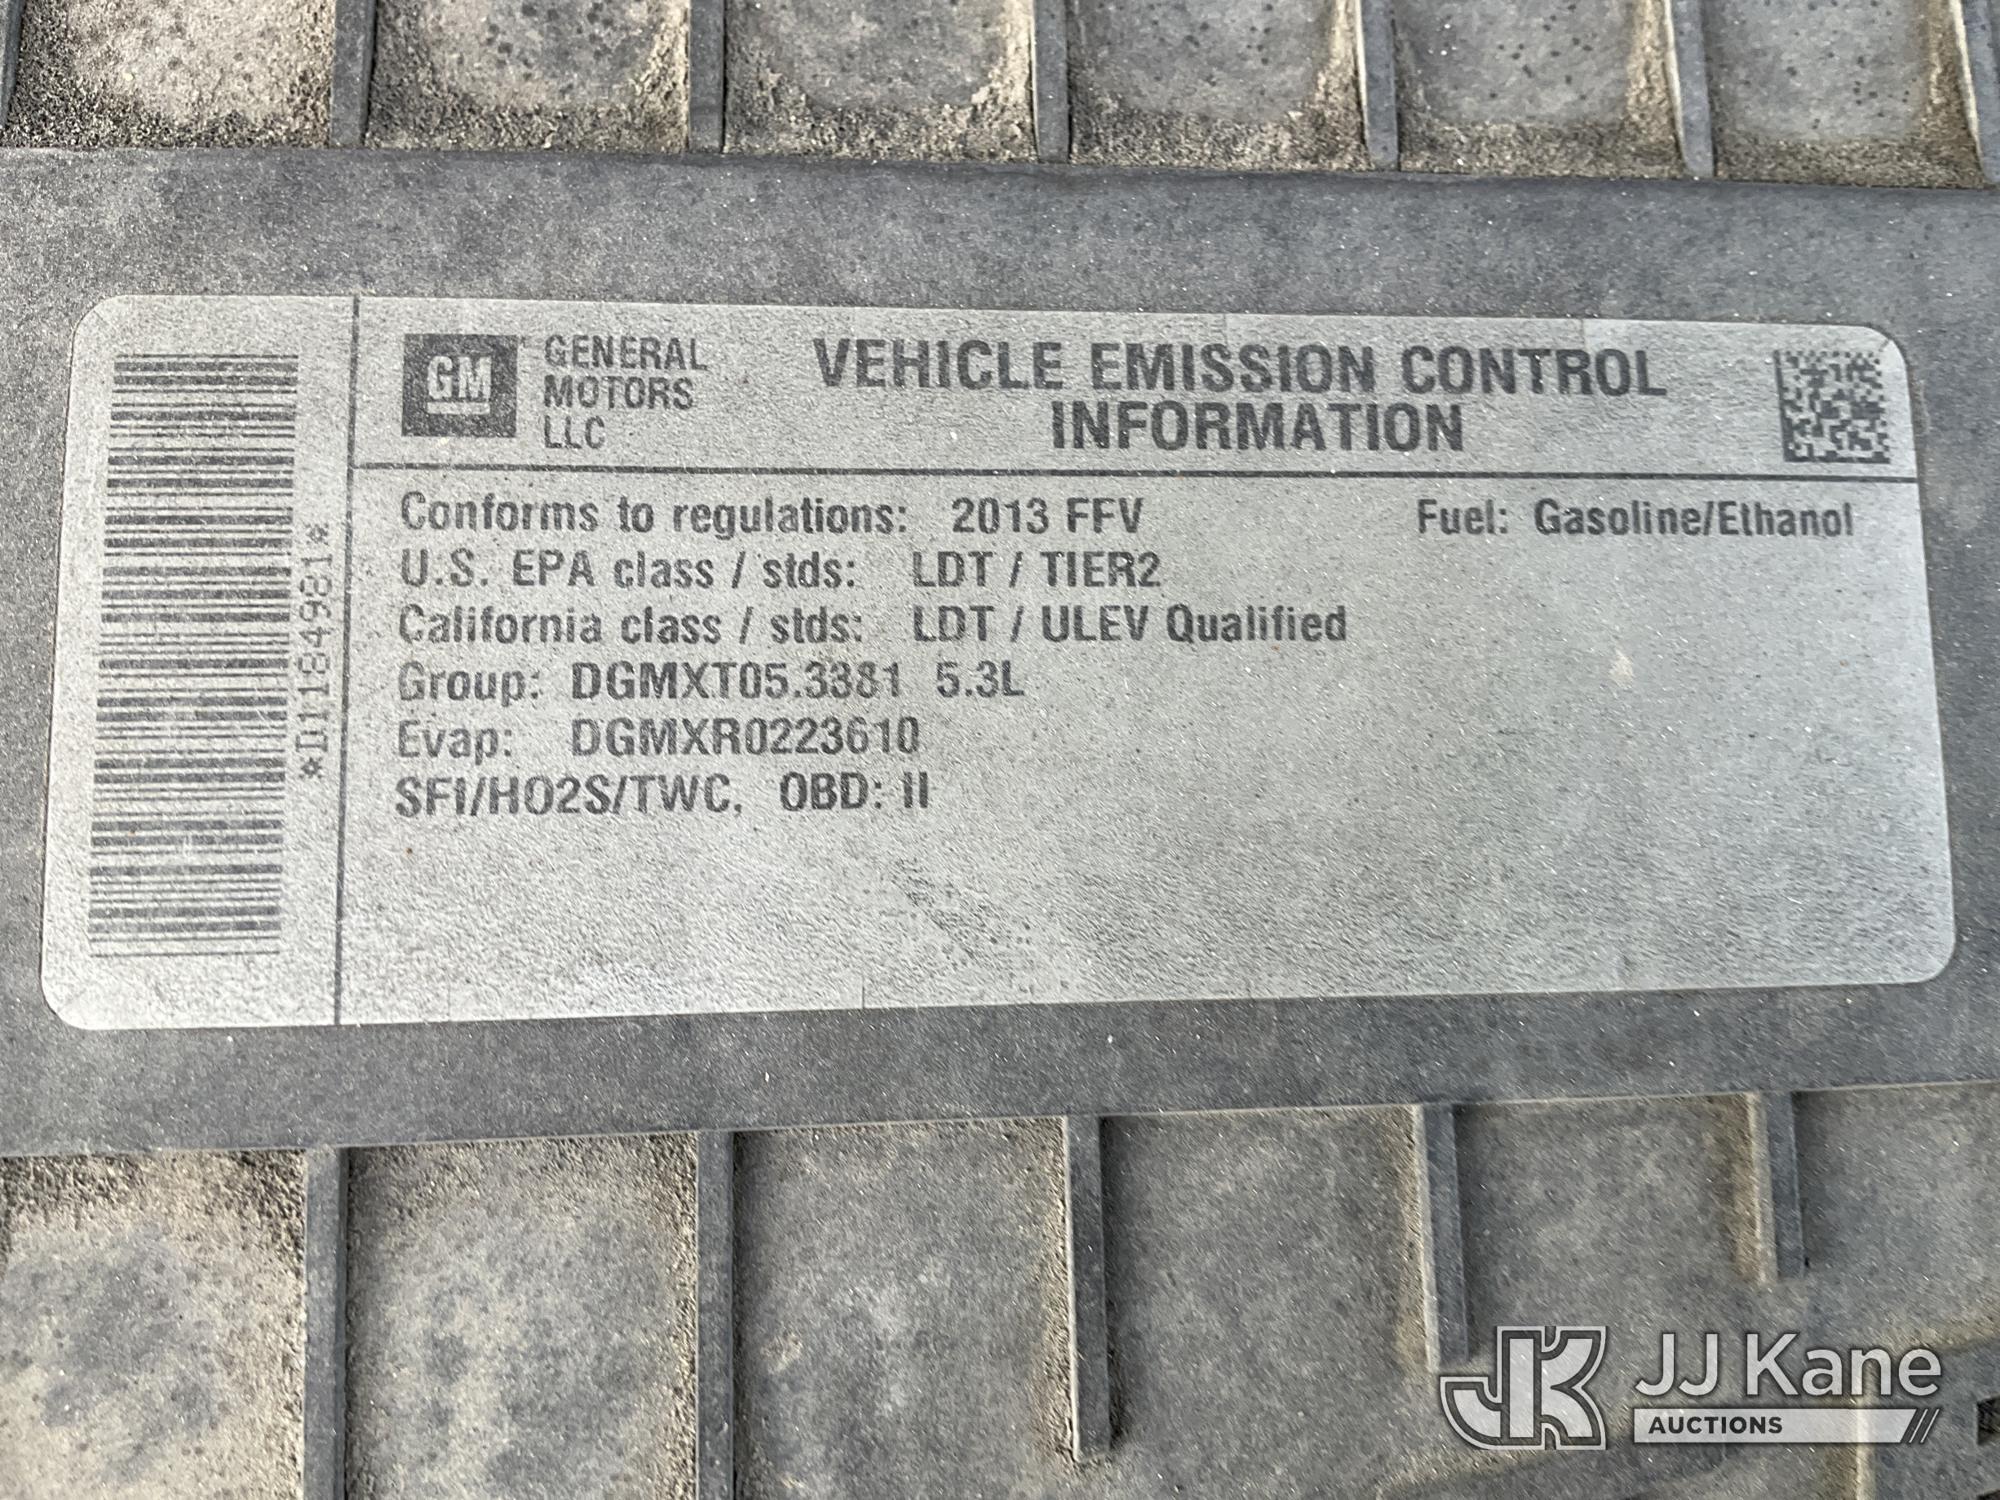 *D1184981*
GM GENERAL
MOTORS
LLC
VEHICLE EMISSION CONTROL
INFORMATION
Conforms to regulations: 2013 FFV Fuel: Gasoline/Ethanol
U.S. EPA class / stds: LDT / TIER2
California class / stds: LDT / ULEV Qualified
Group: DGMXT05.3381 5.3L
Evap: DGMXR0223610
SFI/HO2S/TWC, OBD: II
JK JJ Kane
AUCTIONS